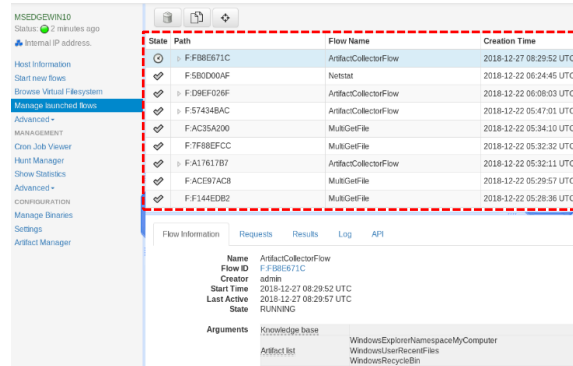 MSEDGEWIN10
Status: 2 minutes ago
Internal IP address.
Host Information
Start new flows
Browse Virtual Filesystem
Manage launched flows
Advanced
MANAGEMENT
Cron Job Viewer
Hunt Manager
Show Statistics
Advanced
CONFIGURATION
Manage Binaries
Settings
Artifact Manager
State Path Flow Name Creation Time
F:FB8E671C ArtifactCollectorFlow 2018-12-27 08:29:52 UTC
F:5B0D00AF Netstat 2018-12-22 06:24:45 UTC
F:D9EF026F ArtifactCollectorFlow 2018-12-22 06:08:03 UTC
F:57434BAC ArtifactCollectorFlow 2018-12-22 05:47:01 UTC
F:AC35A200 MultiGetFile 2018-12-22 05:34:10 UTC
F:7F88EFCC MultiGetFile 2018-12-22 05:32:32 UTC
F:A17617B7 ArtifactCollectorFlow 2018-12-22 05:32:11 UTC
F:ACE97AC8 MultiGetFile 2018-12-22 05:29:57 UTC
F:F144EDB2 MultiGetFile 2018-12-22 05:28:36 UTC
Flow Information Requests Results Log API
Name ArtifactCollectorFlow
Flow ID F:FB8E671C
Creator admin
Start Time 2018-12-27 08:29:52 UTC
Last Active 2018-12-27 08:29:57 UTC
State RUNNING
Arguments Knowledge base
Artifact list WindowsExplorerNamespaceMyComputer
WindowsUserRecentFiles
WindowsRecycleBin